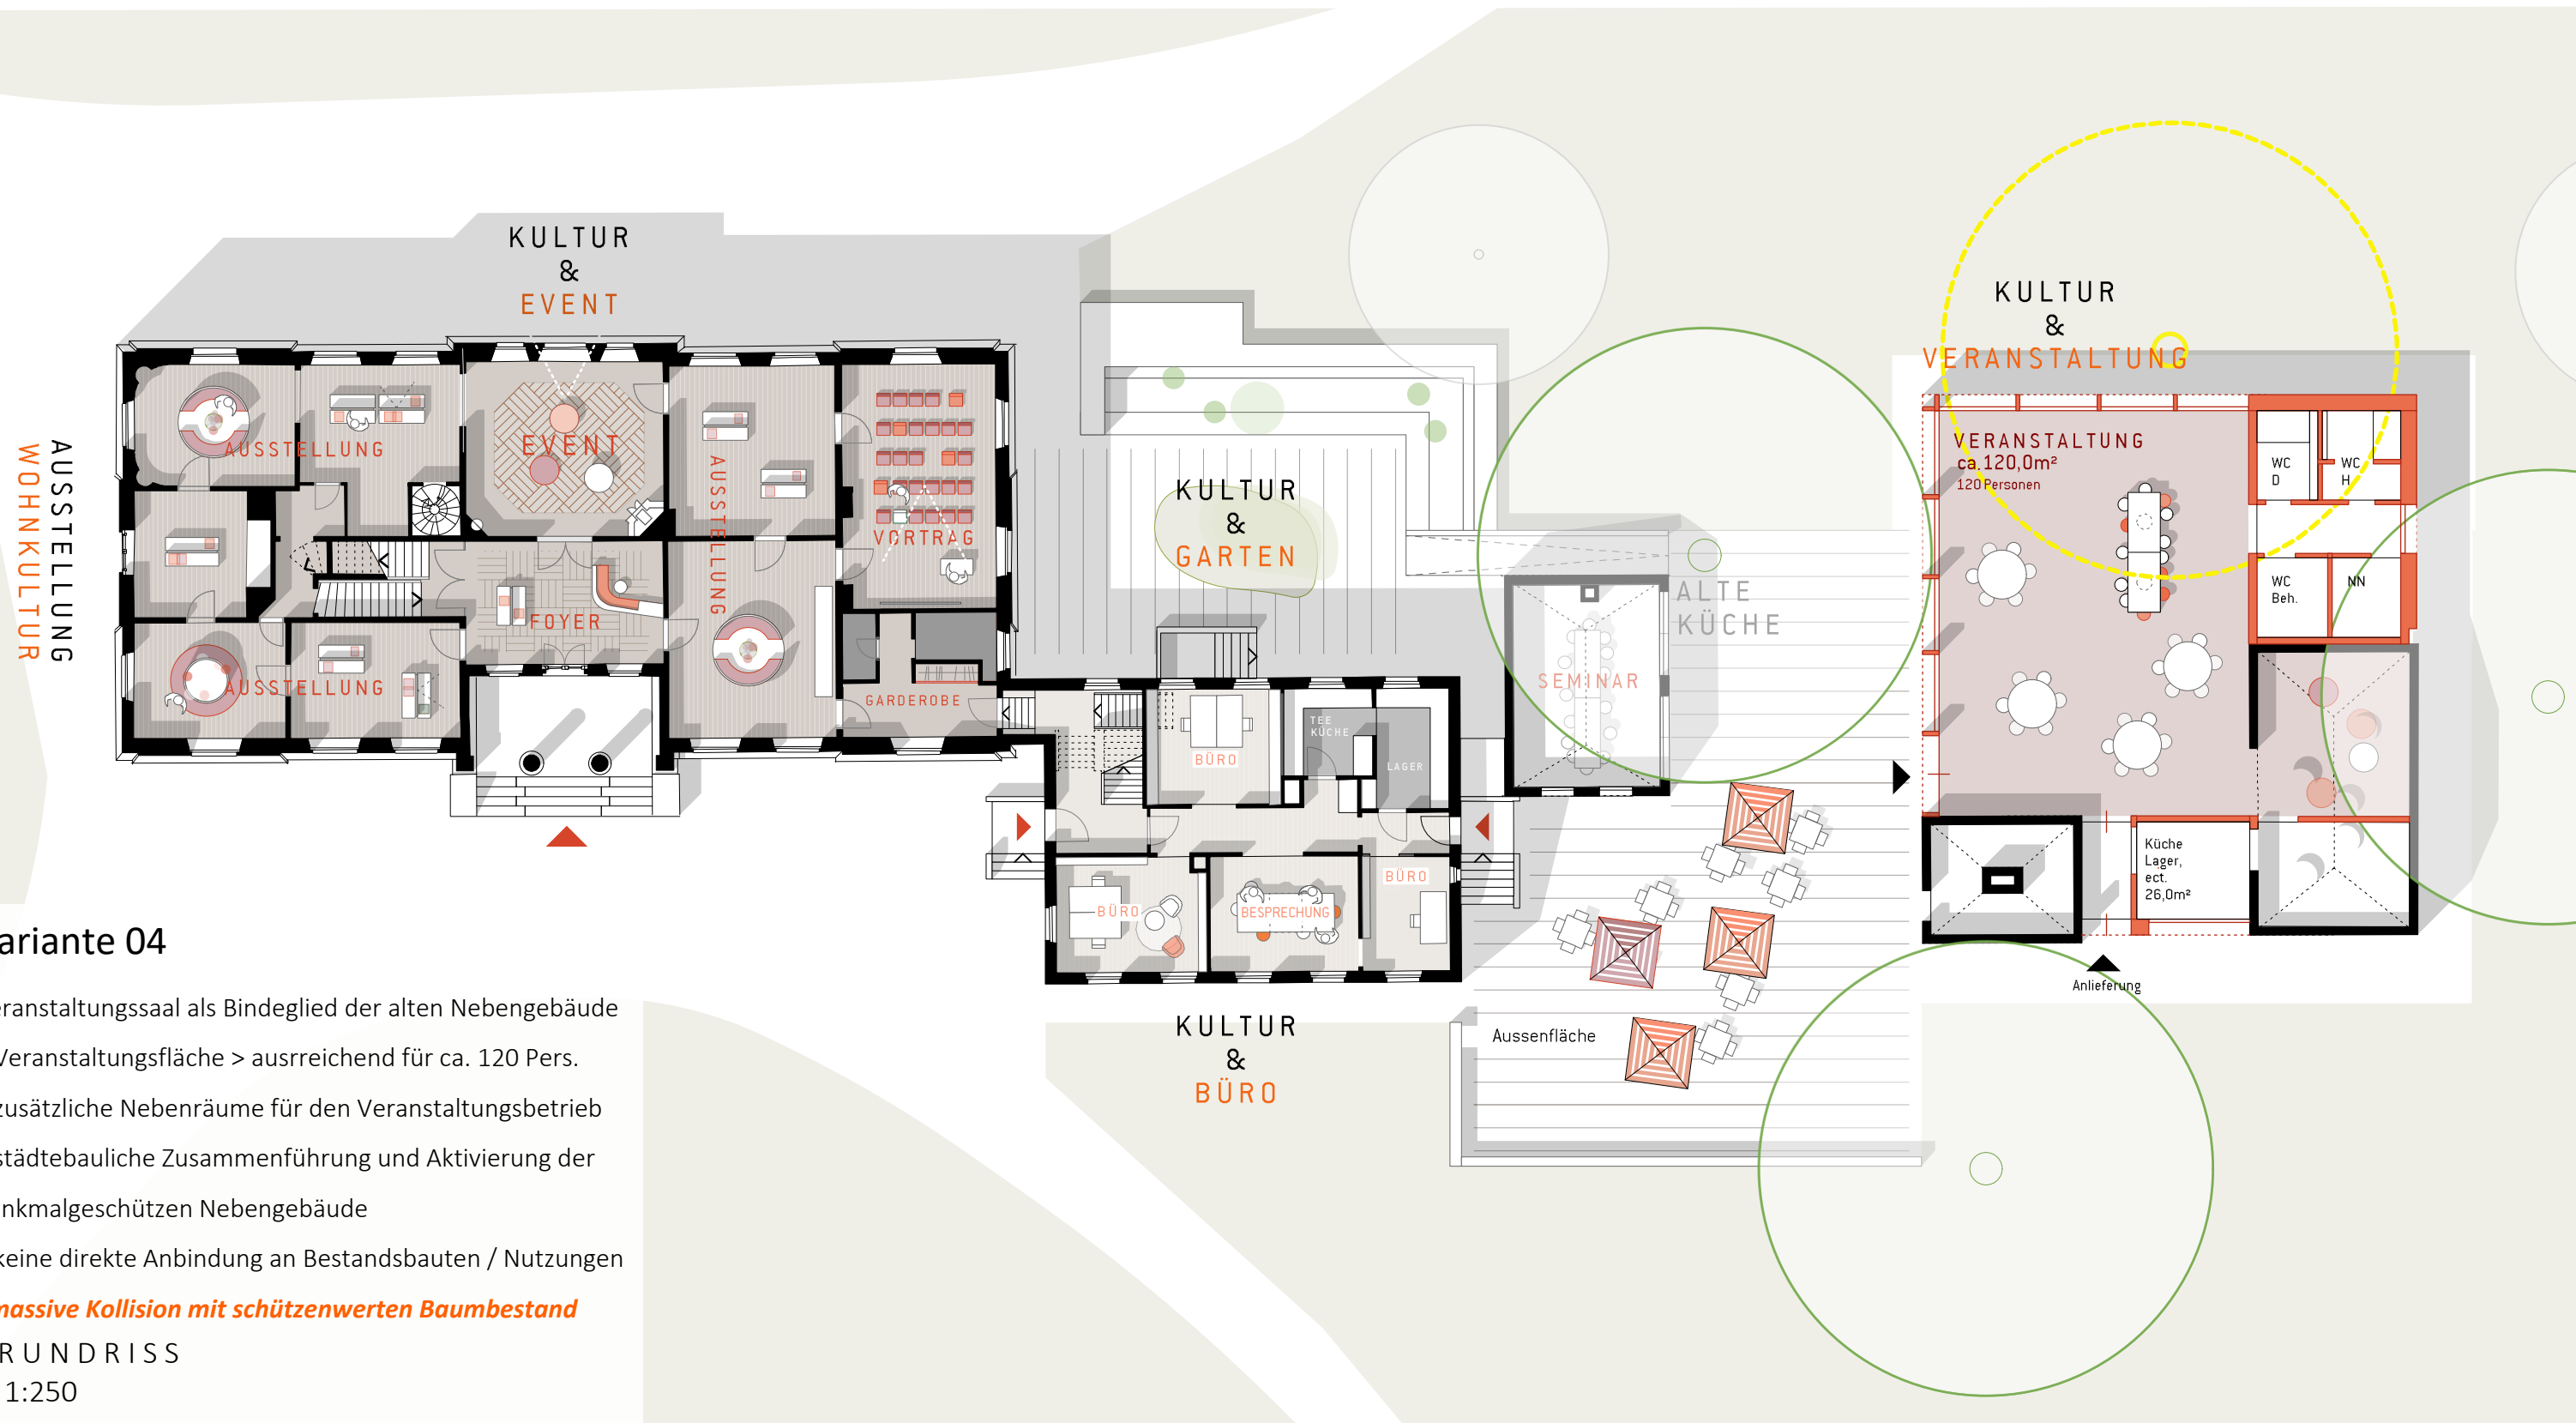 KULTUR
&
EVENT
AUSSTELLUNG
WOHNKULTUR
AUSSTELLUNG
EVENT
AUSSTELLUNG
VORTRAG
FOYER
AUSSTELLUNG
GARDEROBE
KULTUR
&
GARTEN
ALTE
KÜCHE
SEMINAR
BÜRO
TEE
KÜCHE
LAGER
BÜRO
BESPRECHUNG
BÜRO
KULTUR
&
BÜRO
Aussenfläche
KULTUR
&
VERANSTALTUNG
VERANSTALTUNG
ca. 120,0m²
120 Personen
WC
D
WC
H
WC
Beh.
NN
Küche
Lager,
ect.
26,0m²
Anlieferung
ariante 04
eranstaltungssaal als Bindeglied der alten Nebengebäude
Veranstaltungsfläche > ausrreichend für ca. 120 Pers.
zusätzliche Nebenräume für den Veranstaltungsbetrieb
städtebauliche Zusammenführung und Aktivierung der
nkmalgeschützen Nebengebäude
keine direkte Anbindung an Bestandsbauten / Nutzungen
massive Kollision mit schützenwerten Baumbestand
RUNDRISS
1:250